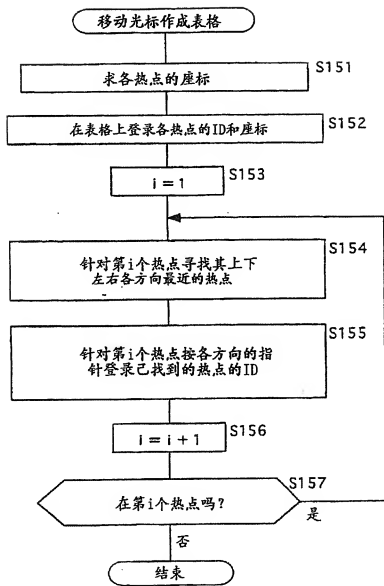 移动光标作成表格
S151
求各热点的座标
S152
在表格上登录各热点的ID和座标
S153
i = 1
S154
针对第i个热点寻找其上下
左右各方向最近的热点
S155
针对第i个热点按各方向的指
针登录已找到的热点的ID
S156
i = i + 1
S157
在第i个热点吗?
是
否
结束